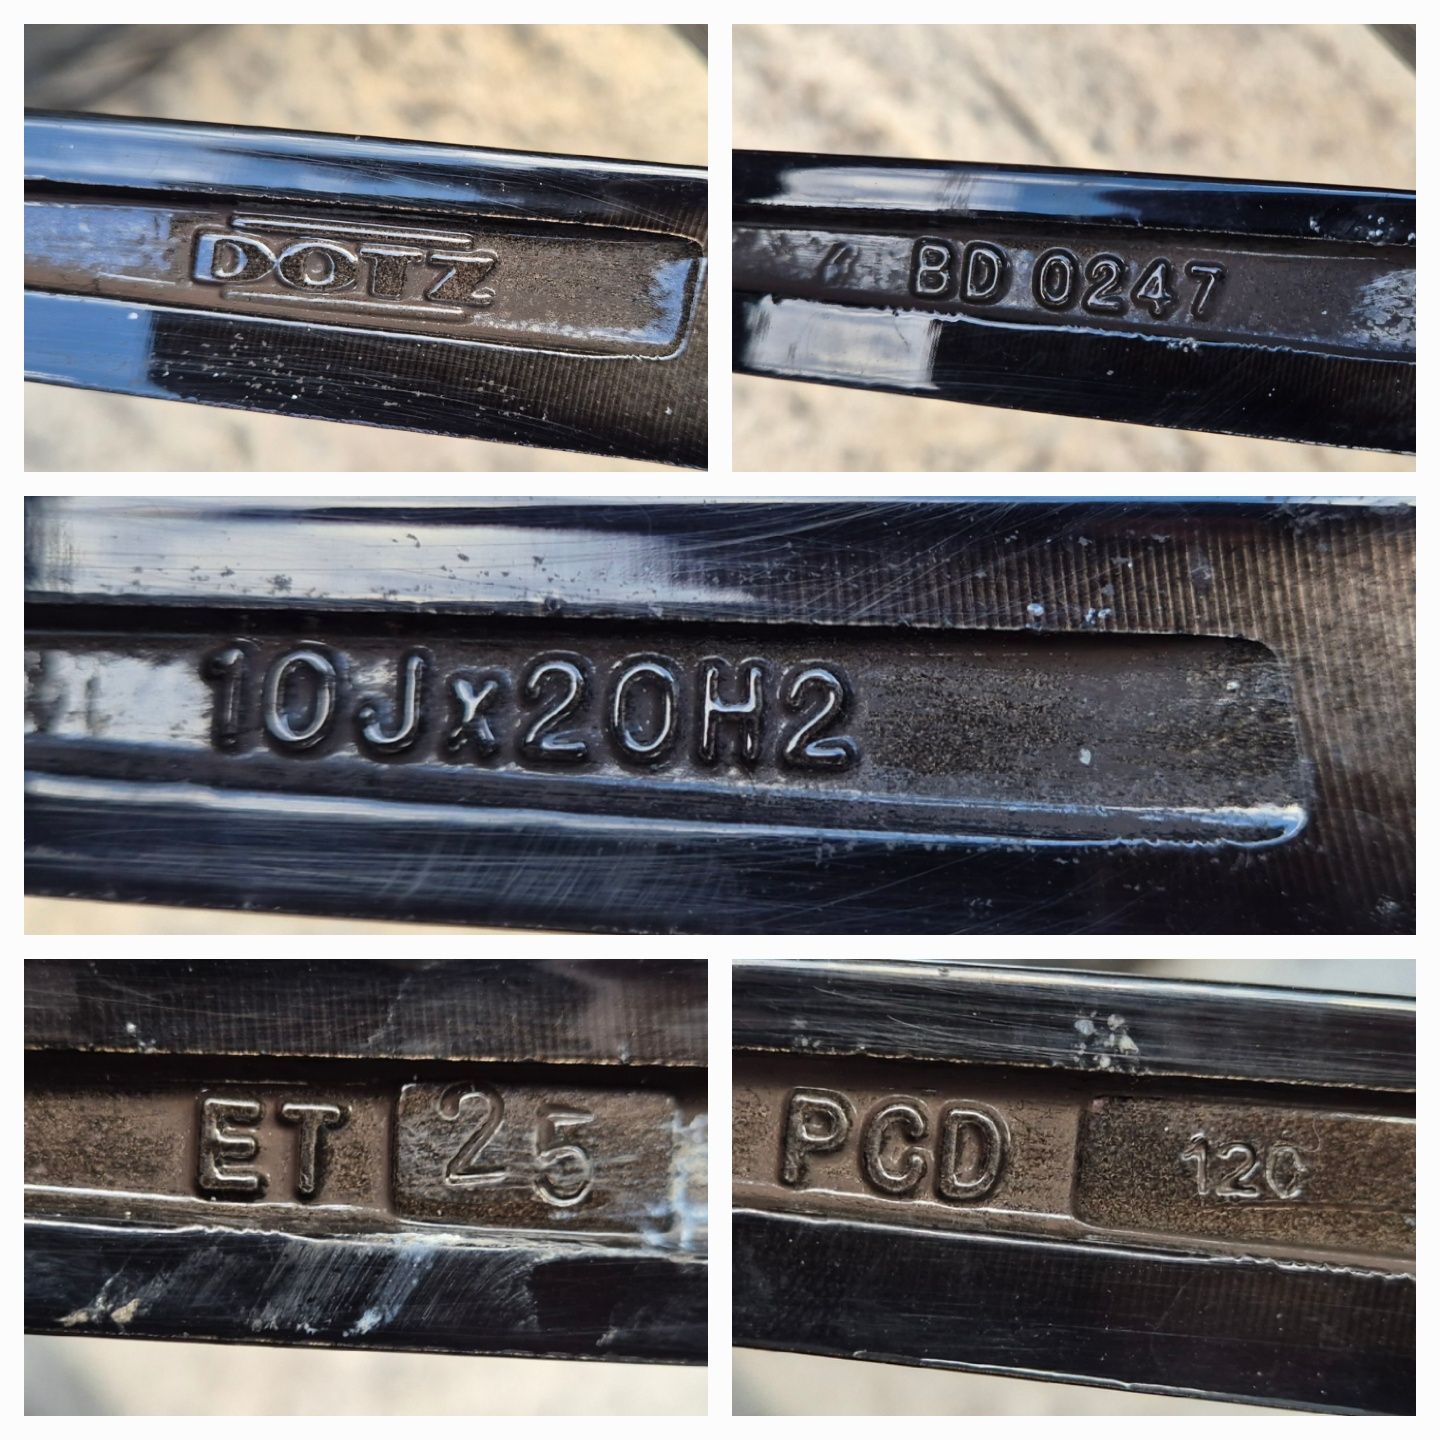 DOTZ
BD 0247
10Jx20H2
ET 25
PCD 120